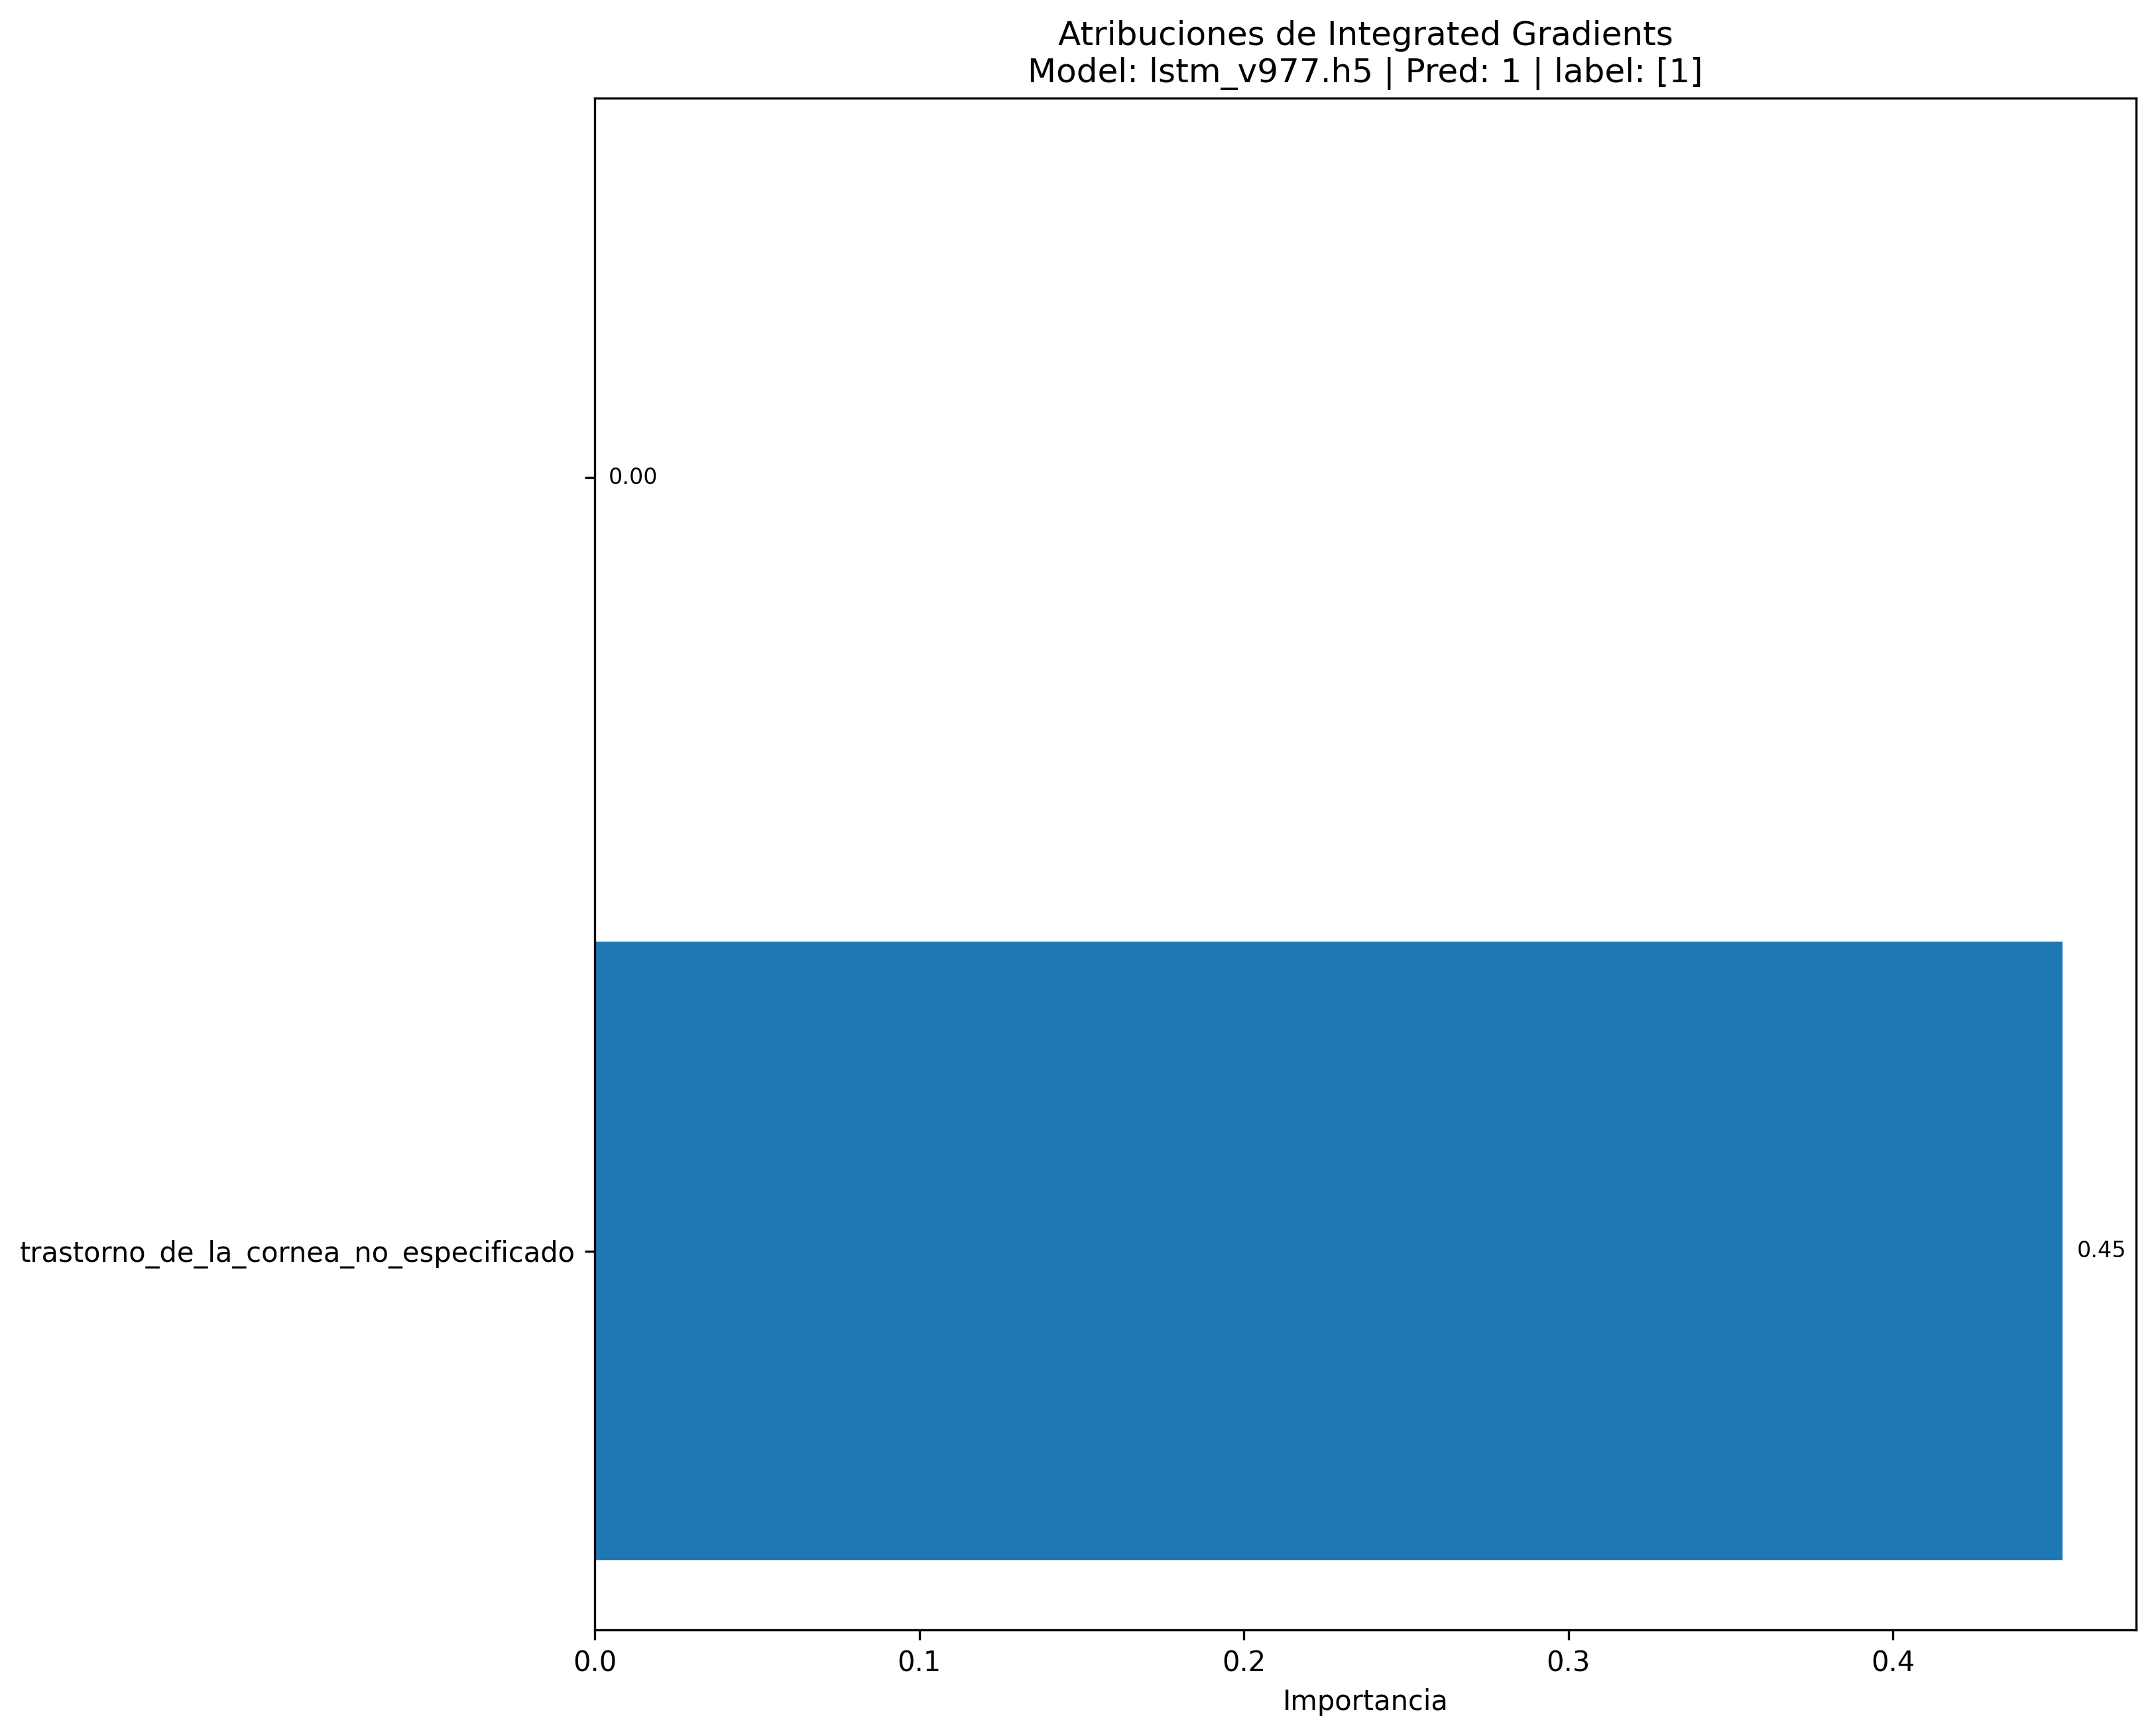 Atribuciones de Integrated Gradients
Model: lstm_v977.h5 | Pred: 1 | label: [1]
0.00
trastorno_de_la_cornea_no_especificado
0.45
0.0 0.1 0.2 0.3 0.4
Importancia